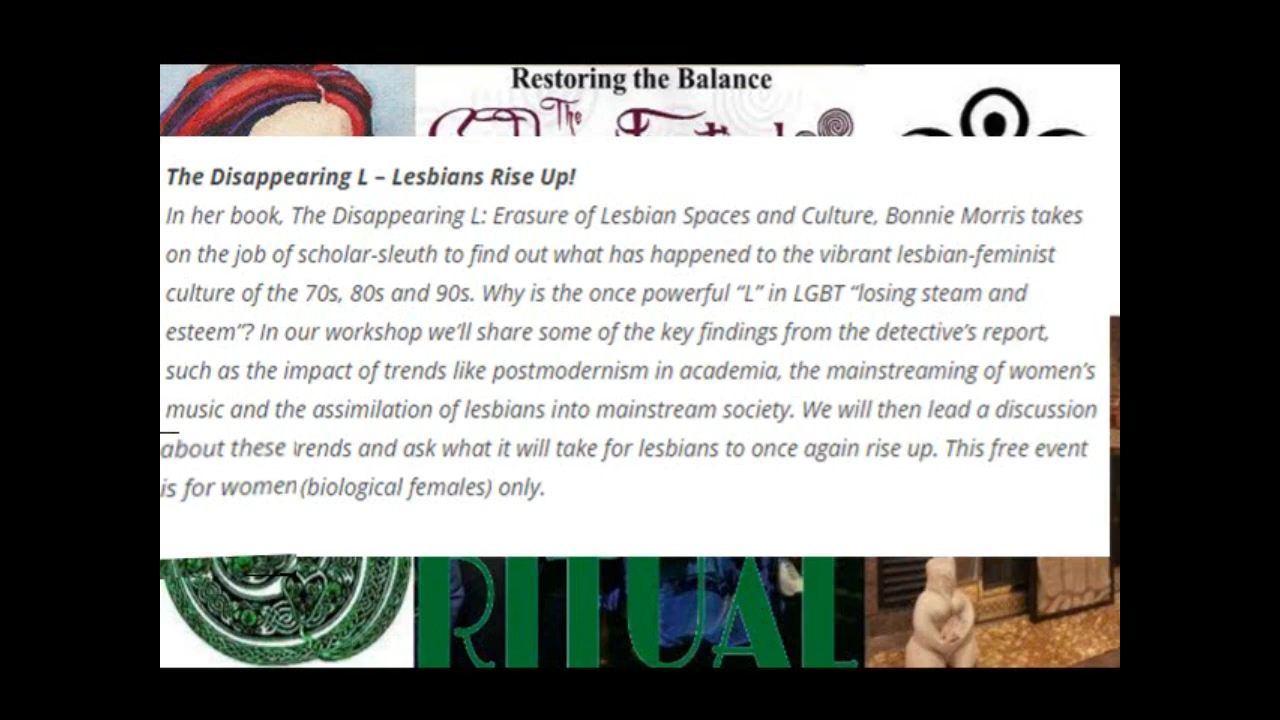 Restoring the Balance
The
The Disappearing L – Lesbians Rise Up!
In her book, The Disappearing L: Erasure of Lesbian Spaces and Culture, Bonnie Morris takes
on the job of scholar-sleuth to find out what has happened to the vibrant lesbian-feminist
culture of the 70s, 80s and 90s. Why is the once powerful “L” in LGBT “losing steam and
esteem”? In our workshop we’ll share some of the key findings from the detective’s report,
such as the impact of trends like postmodernism in academia, the mainstreaming of women’s
music and the assimilation of lesbians into mainstream society. We will then lead a discussion
about these trends and ask what it will take for lesbians to once again rise up. This free event
is for women (biological females) only.
RITUAL